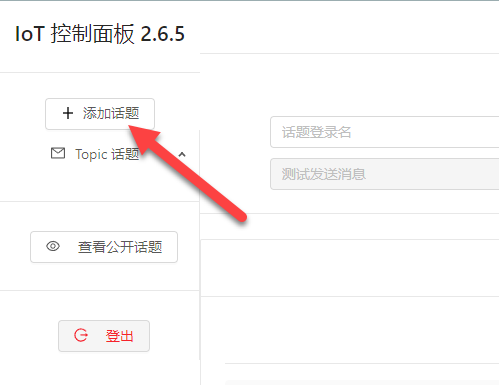 IoT 控制面板 2.6.5
添加话题
Topic 话题
查看公开话题
登出
话题登录名
测试发送消息